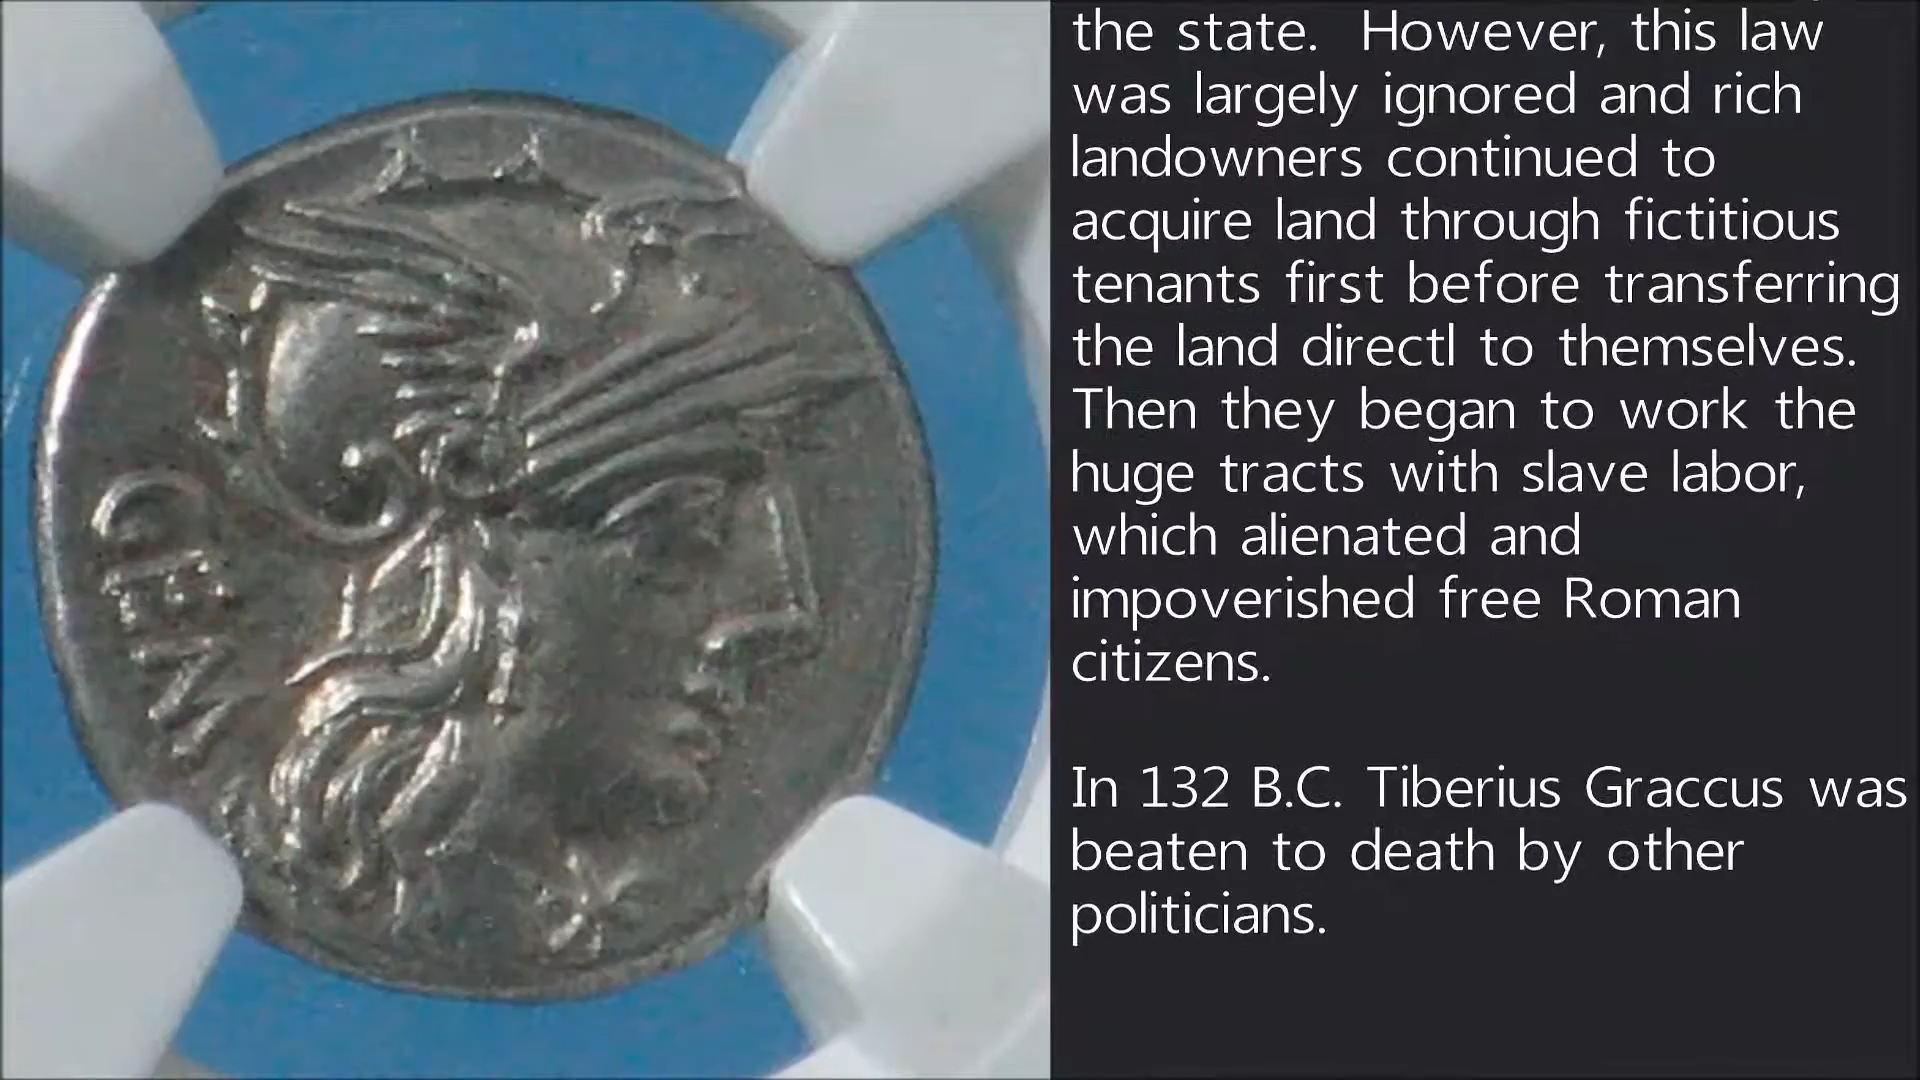 the state. However, this law
was largely ignored and rich
landowners continued to
acquire land through fictitious
tenants first before transferring
the land directl to themselves.
Then they began to work the
huge tracts with slave labor,
which alienated and
impoverished free Roman
citizens.
In 132 B.C. Tiberius Graccus was
beaten to death by other
politicians.
GEM